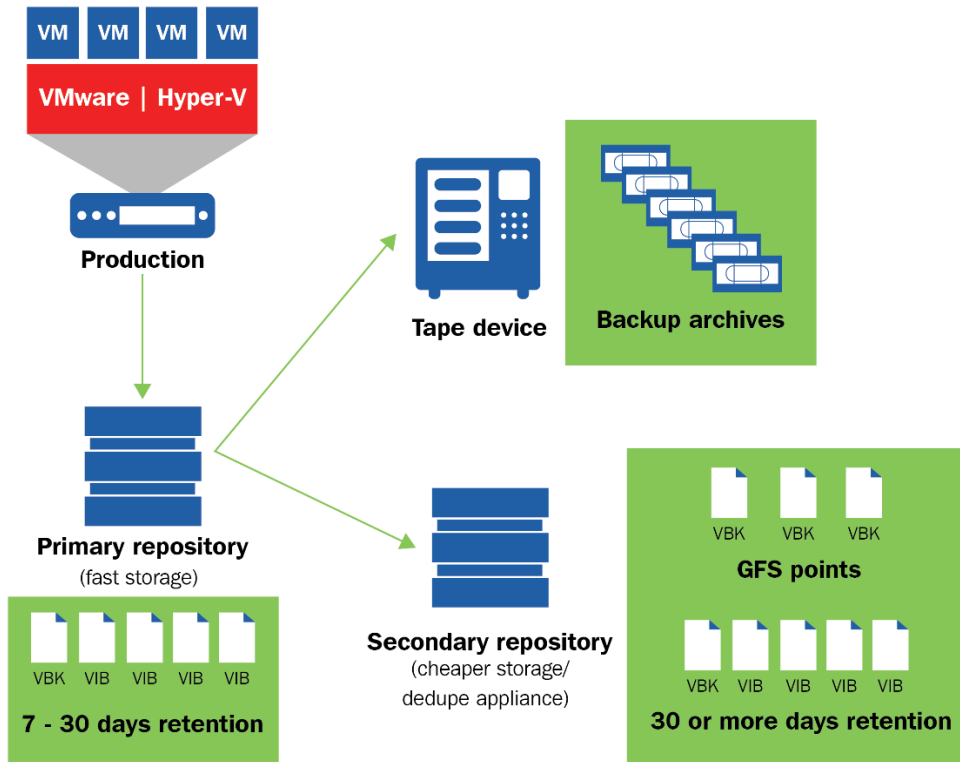 VM VM VM VM
VMware | Hyper-V
Production
Tape device
Backup archives
Primary repository
(fast storage)
VBK VIB VIB VIB VIB
7 - 30 days retention
Secondary repository
(cheaper storage/
dedupe appliance)
VBK VBK VBK
GFS points
VBK VIB VIB VIB VIB
30 or more days retention